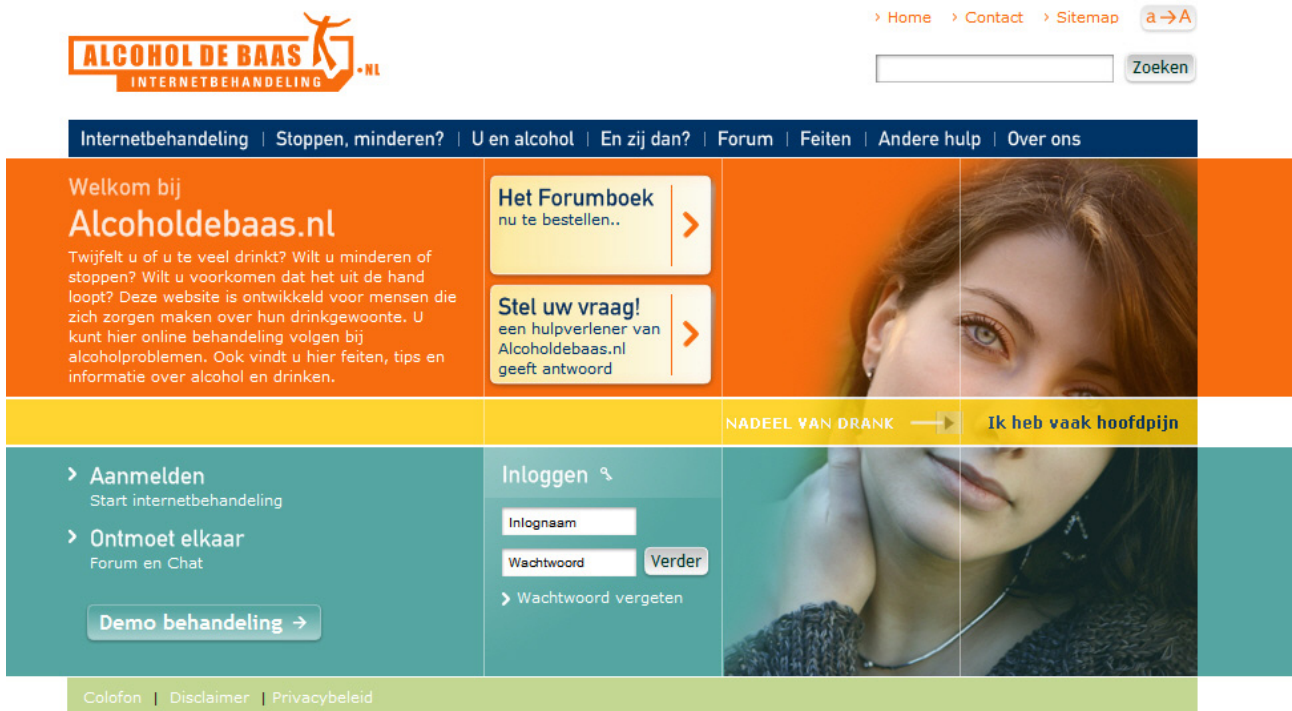 Home Contact Sitemap a→A
ALCOHOL DE BAAS .NL
INTERNETBEHANDELING
Zoeken
Internetbehandeling | Stoppen, minderen? | U en alcohol | En zij dan? | Forum | Feiten | Andere hulp | Over ons
Welkom bij
Alcoholdebaas.nl
Twijfelt u of u te veel drinkt? Wilt u minderen of
stoppen? Wilt u voorkomen dat het uit de hand
loopt? Deze website is ontwikkeld voor mensen die
zich zorgen maken over hun drinkgewoonte. U
kunt hier online behandeling volgen bij
alcoholproblemen. Ook vindt u hier feiten, tips en
informatie over alcohol en drinken.
Het Forumboek
nu te bestellen..
Stel uw vraag!
een hulpverlener van
Alcoholdebaas.nl
geeft antwoord
NADEEL VAN DRANK Ik heb vaak hoofdpijn
Aanmelden
Start internetbehandeling
Ontmoet elkaar
Forum en Chat
Demo behandeling →
Inloggen
Inlognaam
Wachtwoord Verder
Wachtwoord vergeten
Colofon | Disclaimer | Privacybeleid